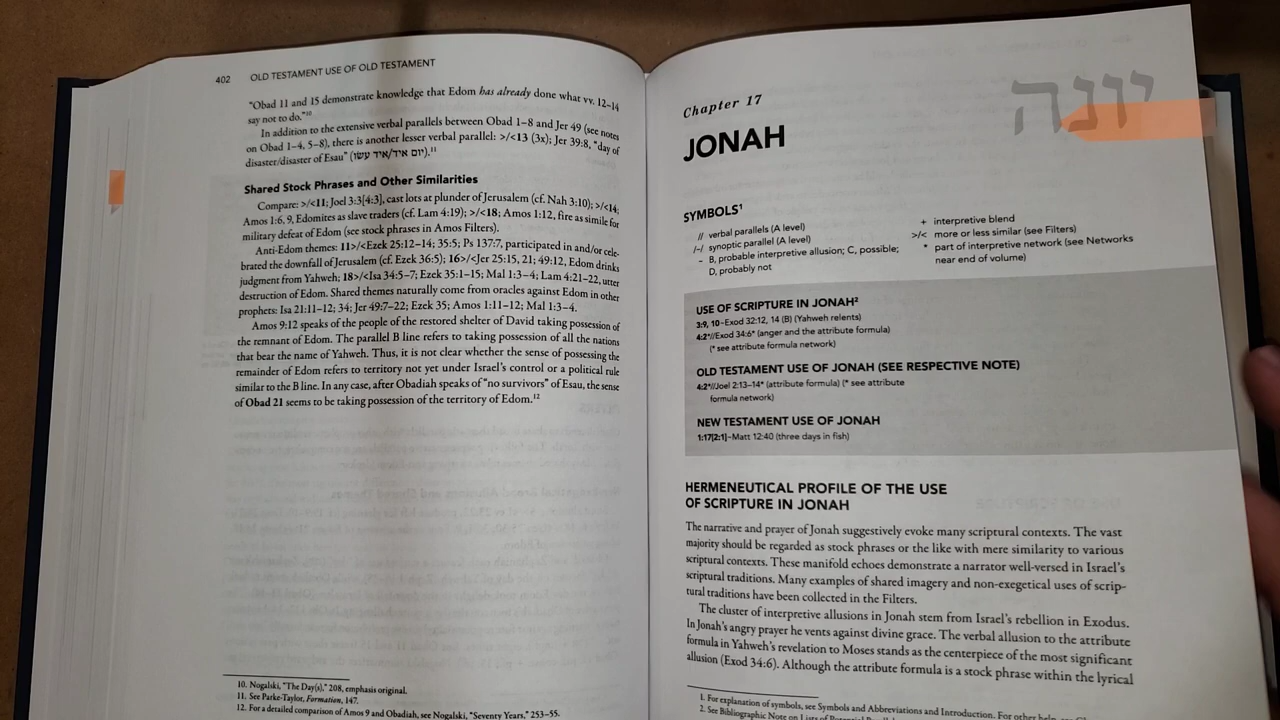 402 OLD TESTAMENT USE OF OLD TESTAMENT
"Obad 11 and 15 demonstrate knowledge that Edom has already done what vv. 12–14
say not to do."10
In addition to the extensive verbal parallels between Obad 1–8 and Jer 49 (see notes
on Obad 1–4, 5–8), there is another lesser verbal parallel: >/<13 (3x); Jer 39:8, "day of
disaster/disaster of Esau" (יום איד/איד עשו).11
Shared Stock Phrases and Other Similarities
Compare: >/<11; Joel 3:3[4:3], cast lots at plunder of Jerusalem (cf. Nah 3:10); >/<14;
Amos 1:6, 9, Edomites as slave traders (cf. Lam 4:19); >/<18; Amos 1:12, fire as simile for
military defeat of Edom (see stock phrases in Amos Filters).
Anti-Edom themes: 11>/<Ezek 25:12–14; 35:5; Ps 137:7, participated in and/or cele-
brated the downfall of Jerusalem (cf. Ezek 36:5); 16>/<Jer 25:15, 21; 49:12, Edom drinks
judgment from Yahweh; 18>/<Isa 34:5–7; Ezek 35:1–15; Mal 1:3–4; Lam 4:21–22, utter
destruction of Edom. Shared themes naturally come from oracles against Edom in other
prophets: Isa 21:11–12; 34; Jer 49:7–22; Ezek 35; Amos 1:11–12; Mal 1:3–4.
Amos 9:12 speaks of the people of the restored shelter of David taking possession of
the remnant of Edom. The parallel B line refers to taking possession of all the nations
that bear the name of Yahweh. Thus, it is not clear whether the sense of possessing the
remainder of Edom refers to territory not yet under Israel's control or a political rule
similar to the B line. In any case, after Obadiah speaks of "no survivors" of Esau, the sense
of Obad 21 seems to be taking possession of the territory of Edom.12
10. Nogalski, "The Day(s)," 208, emphasis original.
11. See Parke-Taylor, Formation, 147.
12. For a detailed comparison of Amos 9 and Obadiah, see Nogalski, "Seventy Years," 253–55.
יונה
Chapter 17
JONAH
SYMBOLS1
// verbal parallels (A level)
/~/ synoptic parallel (A level)
~ B, probable interpretive allusion; C, possible;
D, probably not
+ interpretive blend
>/< more or less similar (see Filters)
* part of interpretive network (see Networks
near end of volume)
USE OF SCRIPTURE IN JONAH2
3:9, 10~Exod 32:12, 14 (B) (Yahweh relents)
4:2*//Exod 34:6* (anger and the attribute formula)
(* see attribute formula network)
OLD TESTAMENT USE OF JONAH (SEE RESPECTIVE NOTE)
4:2*//Joel 2:13–14* (attribute formula) (* see attribute
formula network)
NEW TESTAMENT USE OF JONAH
1:17[2:1]~Matt 12:40 (three days in fish)
HERMENEUTICAL PROFILE OF THE USE
OF SCRIPTURE IN JONAH
The narrative and prayer of Jonah suggestively evoke many scriptural contexts. The vast
majority should be regarded as stock phrases or the like with mere similarity to various
scriptural contexts. These manifold echoes demonstrate a narrator well-versed in Israel's
scriptural traditions. Many examples of shared imagery and non-exegetical uses of scrip-
tural traditions have been collected in the Filters.
The cluster of interpretive allusions in Jonah stem from Israel's rebellion in Exodus.
In Jonah's angry prayer he vents against divine grace. The verbal allusion to the attribute
formula in Yahweh's revelation to Moses stands as the centerpiece of the most significant
allusion (Exod 34:6). Although the attribute formula is a stock phrase within the lyrical
1. For explanation of symbols, see Symbols and Abbreviations and Introduction. For other help, see
2. See Bibliographic Note on Lists of